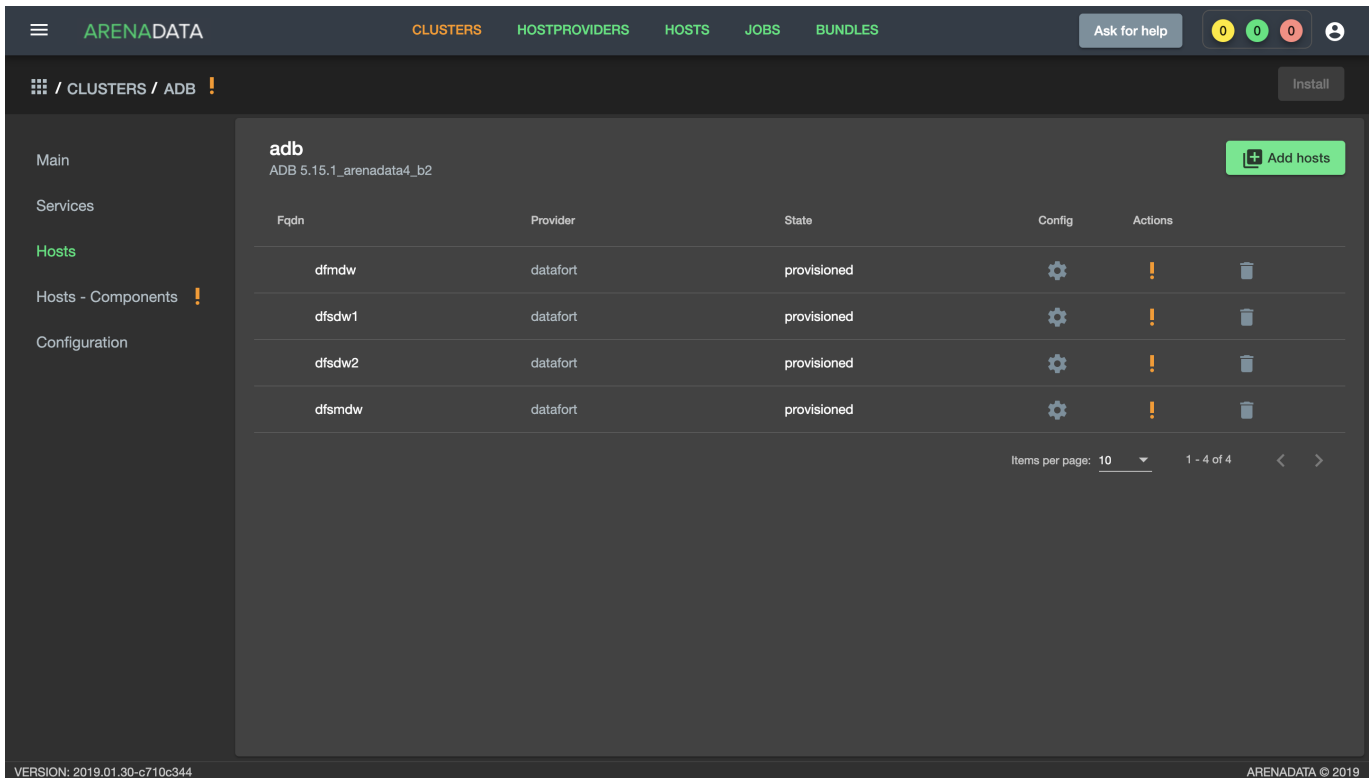 ARENADATA CLUSTERS HOSTPROVIDERS HOSTS JOBS BUNDLES Ask for help 0 0 0
/ CLUSTERS / ADB ! Install
Main
Services
Hosts
Hosts - Components !
Configuration
adb
ADB 5.15.1_arenadata4_b2
Add hosts
Fqdn Provider State Config Actions
dfmdw datafort provisioned !
dfsdw1 datafort provisioned !
dfsdw2 datafort provisioned !
dfsmdw datafort provisioned !
Items per page: 10 1 - 4 of 4
VERSION: 2019.01.30-c710c344 ARENADATA © 2019